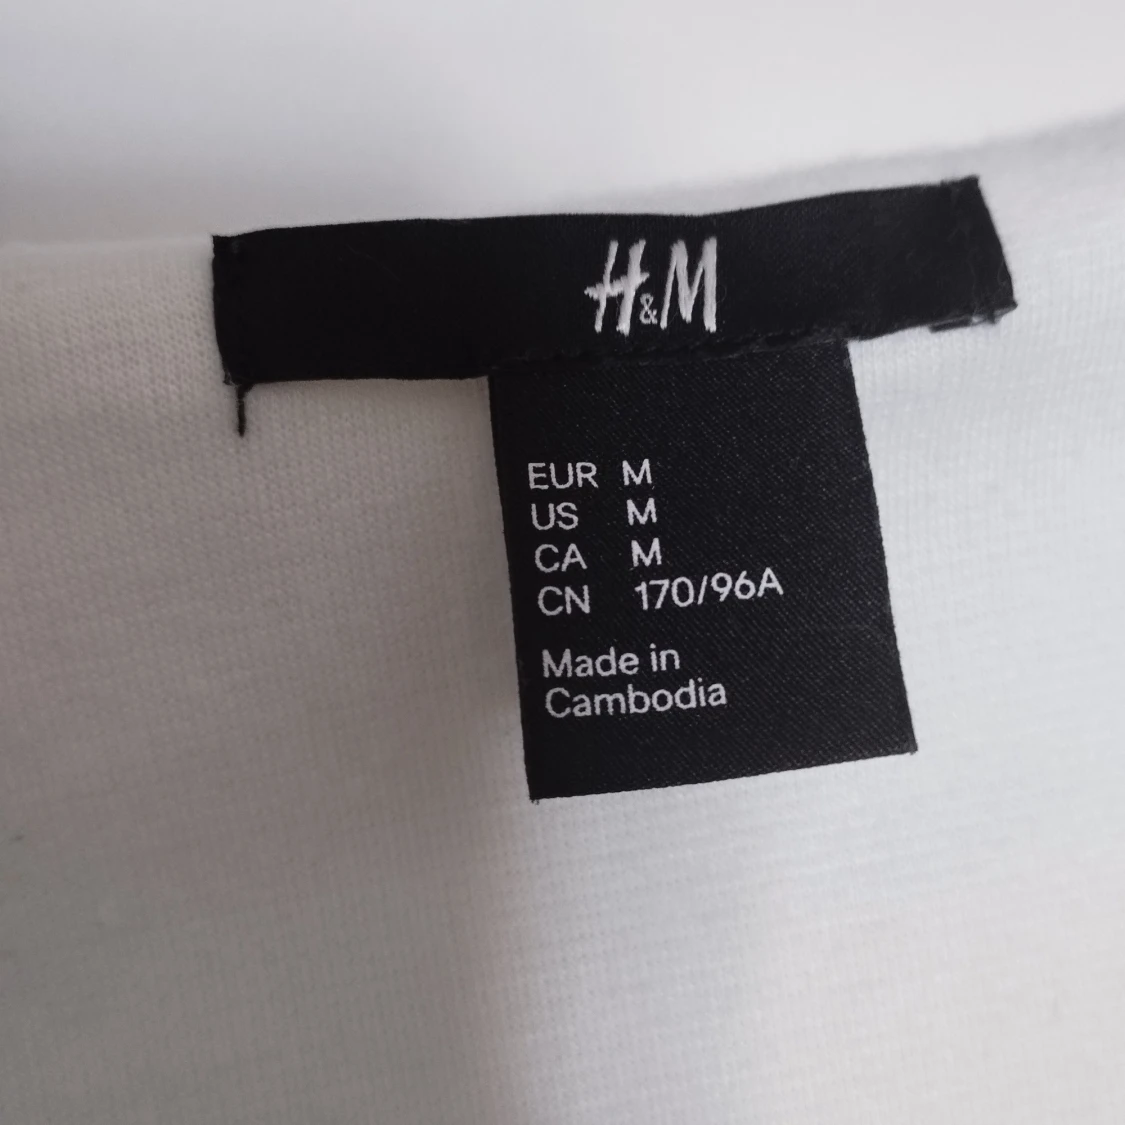 H&M
EUR M
US M
CA M
CN 170/96A
Made in
Cambodia